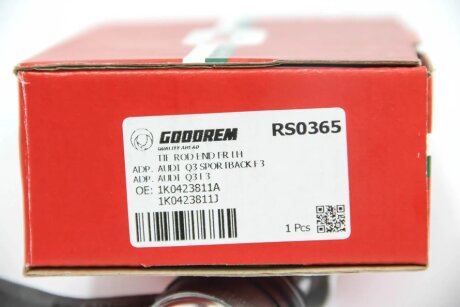 GODOREM
RS0365
QUALITY AHEAD
TIE ROD END FR LH
ADP. AUDI Q3 SPORTBACK F3
ADP. AUDI Q3 F3
OE: 1K0423811A
1K0423811J
1 Pcs